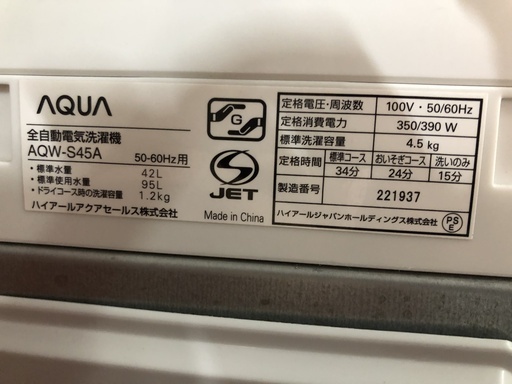 AQUA
全自動電気洗濯機
AQW-S45A 50-60Hz用
・標準水量 42L
・標準使用水量 95L
・ドライコース時の洗濯容量 1.2kg
ハイアールアクアセールス株式会社
G
S
JET
Made in China
定格電圧・周波数 100V・50/60Hz
定格消費電力 350/390 W
標準洗濯容量 4.5 kg
定格時間 標準コース おいそぎコース 洗いのみ
34分 24分 15分
製造番号 221937
ハイアールジャパンホールディングス株式会社
PS
E